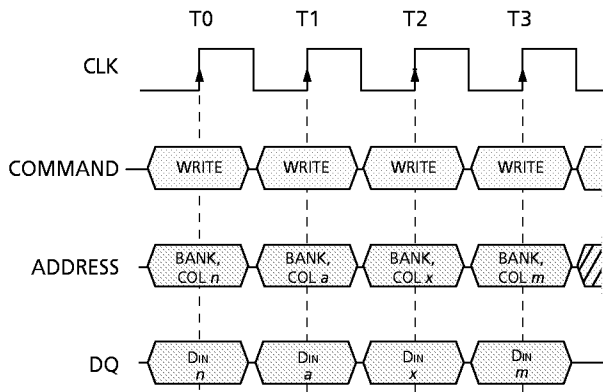 T0 T1 T2 T3
CLK
COMMAND WRITE WRITE WRITE WRITE
ADDRESS BANK, COL n BANK, COL a BANK, COL x BANK, COL m
DQ DIN n DIN a DIN x DIN m